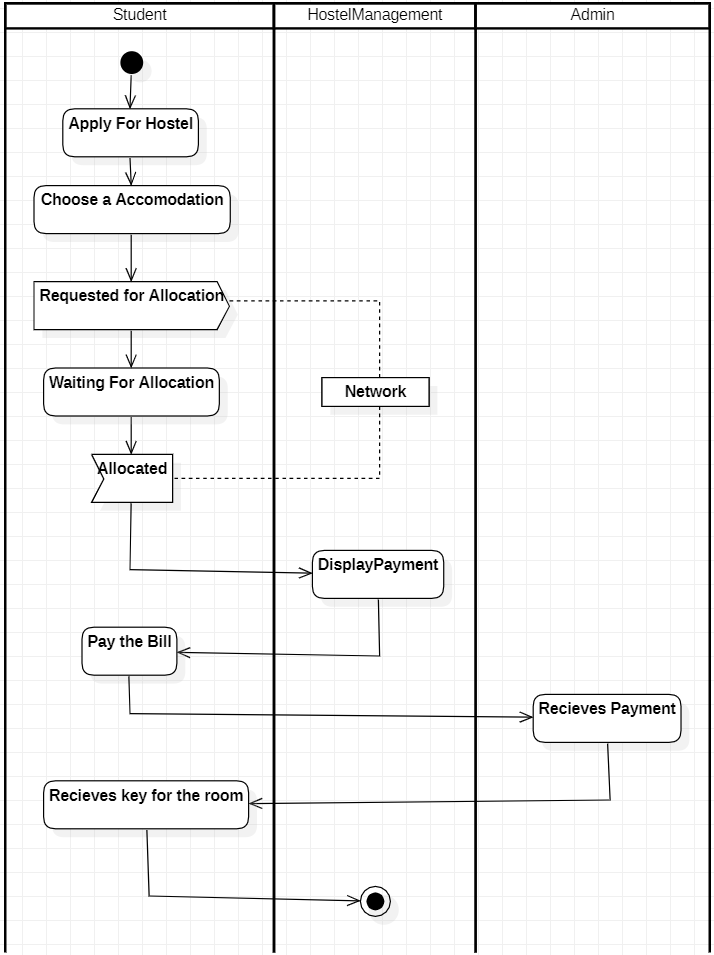 Student
HostelManagement
Admin
Apply For Hostel
Choose a Accomodation
Requested for Allocation
Waiting For Allocation
Network
Allocated
DisplayPayment
Pay the Bill
Recieves Payment
Recieves key for the room